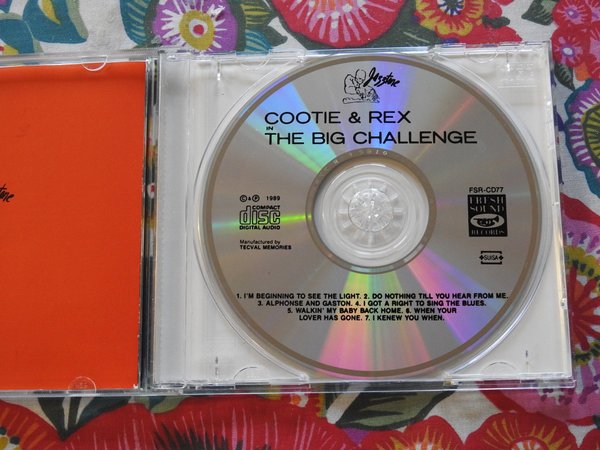 Jazztone
COOTIE & REX
IN
THE BIG CHALLENGE
© & ℗ 1989
COMPACT
disc
DIGITAL AUDIO
Manufactured by
TECVAL MEMORIES
FSR-CD77
FRESH
SOUND
RECORDS
SUISA
1. I'M BEGINNING TO SEE THE LIGHT. 2. DO NOTHING TILL YOU HEAR FROM ME.
3. ALPHONSE AND GASTON. 4. I GOT A RIGHT TO SING THE BLUES.
5. WALKIN' MY BABY BACK HOME. 6. WHEN YOUR
LOVER HAS GONE. 7. I KENEW YOU WHEN.